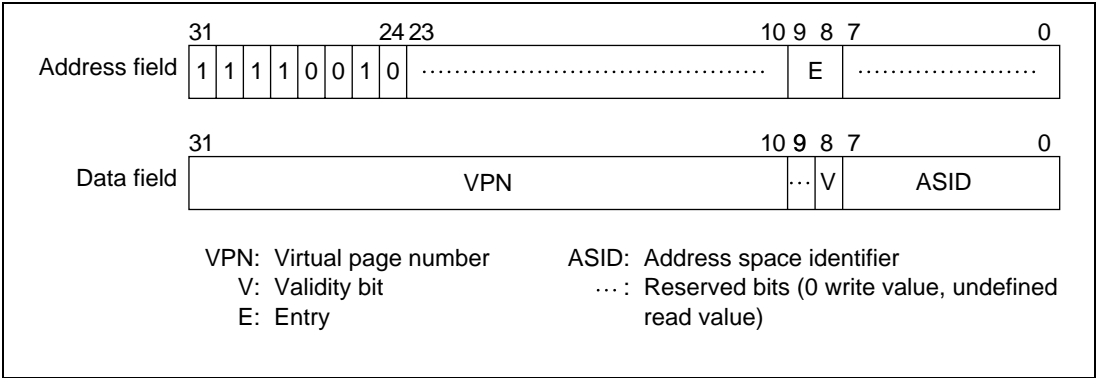 31 24 23 10 9 8 7 0
Address field 1 1 1 1 0 0 1 0 ........................................ E .....................
31 10 9 8 7 0
Data field VPN ... V ASID
VPN: Virtual page number ASID: Address space identifier
V: Validity bit ... : Reserved bits (0 write value, undefined
E: Entry read value)